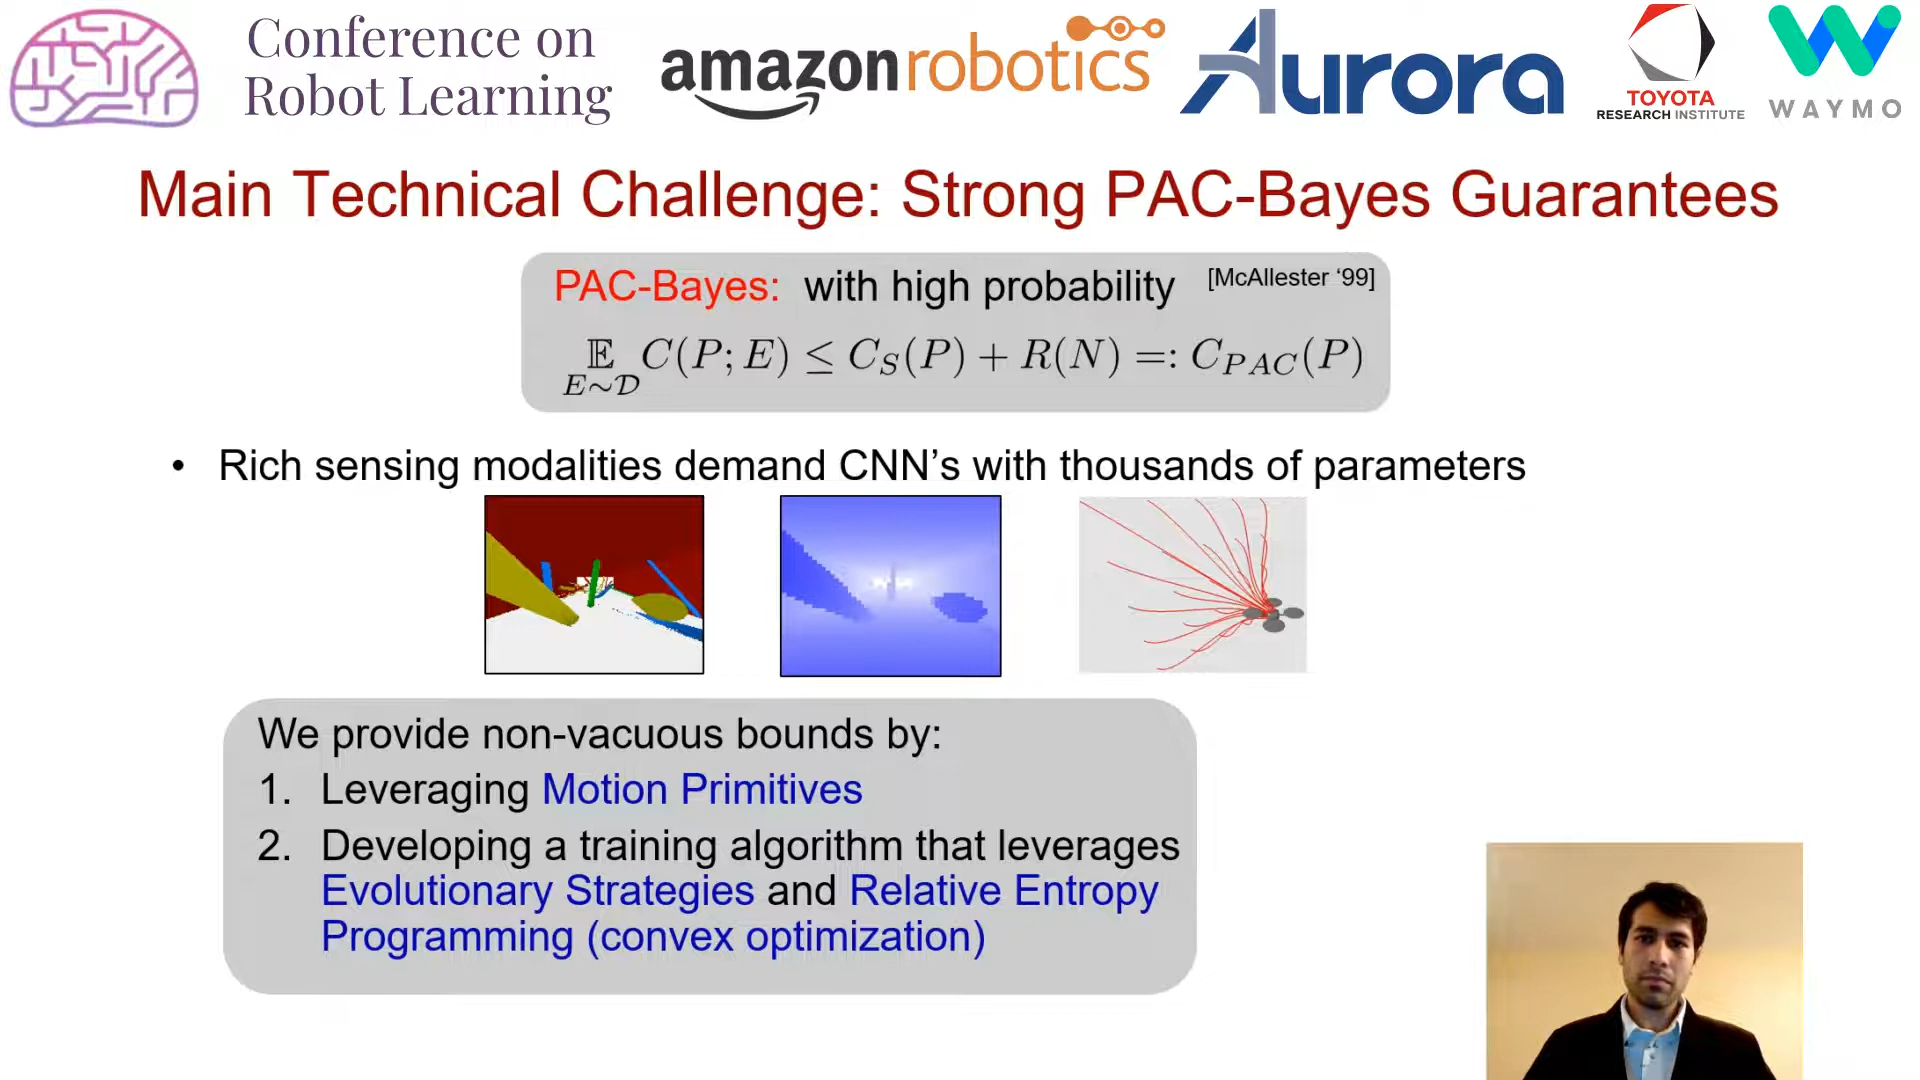 Conference on
Robot Learning
amazon robotics
Aurora
TOYOTA
RESEARCH INSTITUTE
WAYMO
Main Technical Challenge: Strong PAC-Bayes Guarantees
PAC-Bayes: with high probability [McAllester ‘99]
𝔼_{E∼𝒟} C(P; E) ≤ C_S(P) + R(N) =: C_{PAC}(P)
• Rich sensing modalities demand CNN’s with thousands of parameters
We provide non-vacuous bounds by:
1. Leveraging Motion Primitives
2. Developing a training algorithm that leverages
Evolutionary Strategies and Relative Entropy
Programming (convex optimization)